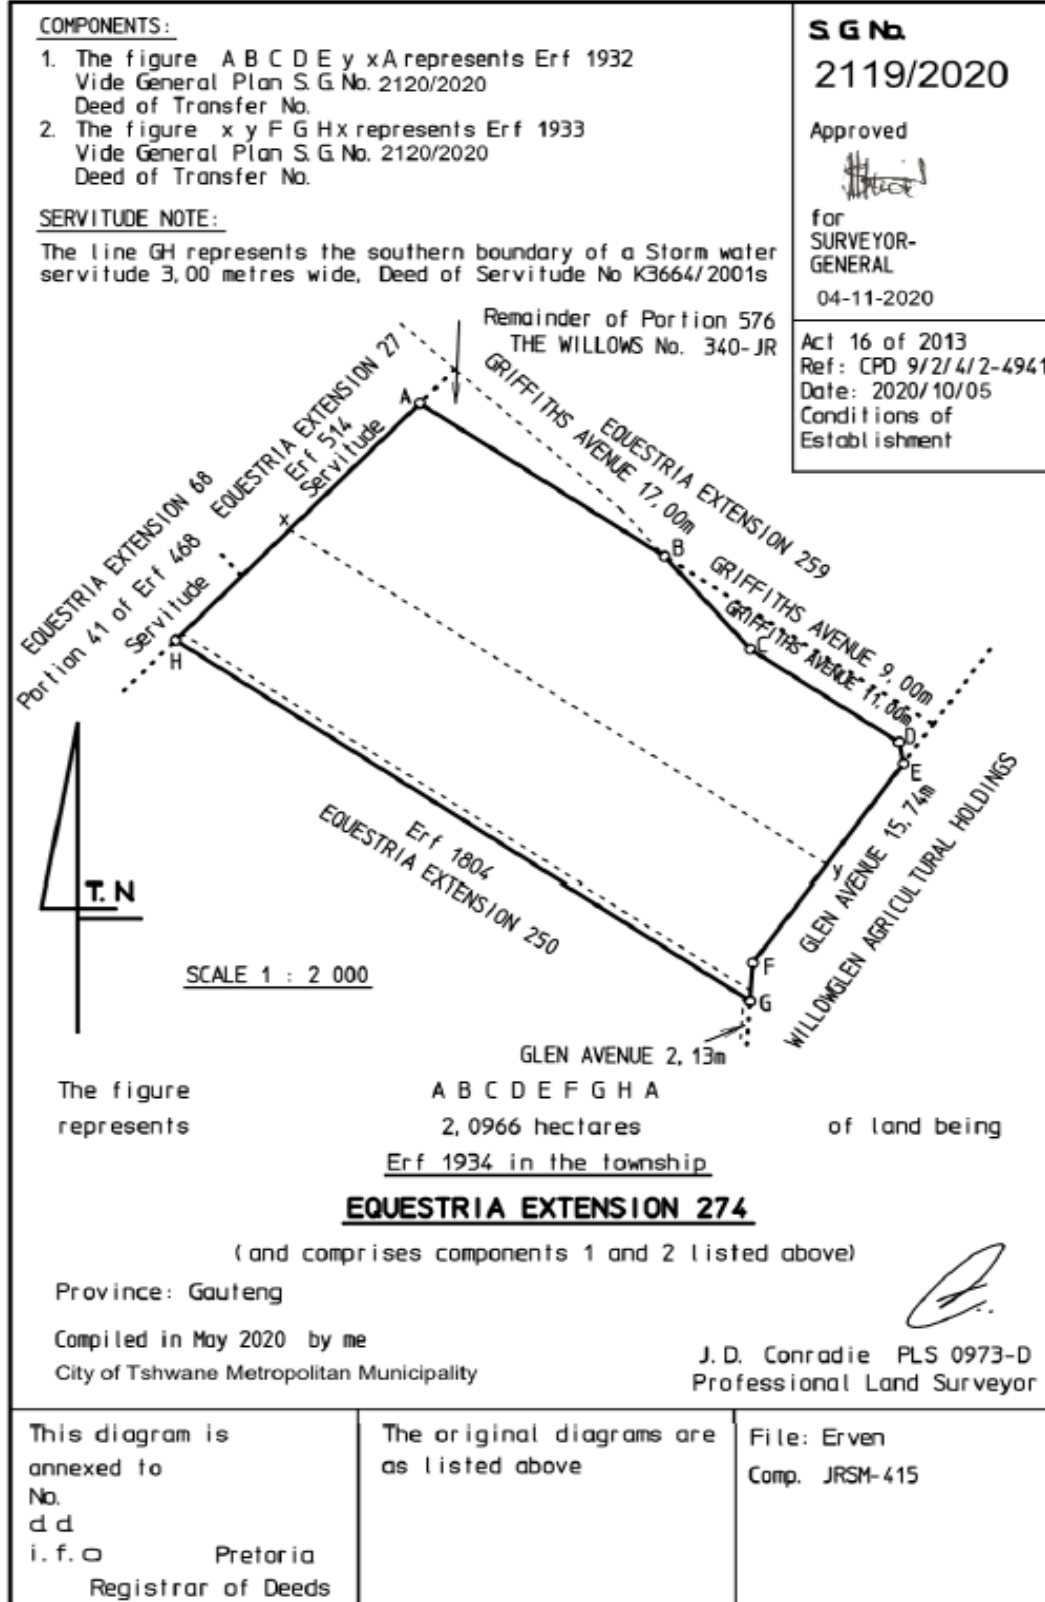 COMPONENTS:
1. The figure A B C D E y x A represents Erf 1932
Vide General Plan S.G.No. 2120/2020
Deed of Transfer No.
2. The figure x y F G H x represents Erf 1933
Vide General Plan S.G.No. 2120/2020
Deed of Transfer No.
SERVITUDE NOTE:
The line GH represents the southern boundary of a Storm water
servitude 3,00 metres wide, Deed of Servitude No K3664/2001s
S.G.No.
2119/2020
Approved
for
SURVEYOR-
GENERAL
04-11-2020
Act 16 of 2013
Ref: CPD 9/2/4/2-4941
Date: 2020/10/05
Conditions of
Establishment
Remainder of Portion 576
THE WILLOWS No. 340-JR
EQUESTRIA EXTENSION 27
Erf 514
Servitude
EQUESTRIA EXTENSION 68
Portion 41 of Erf 468
Servitude
GRIFFITHS AVENUE 17,00m
EQUESTRIA EXTENSION 259
GRIFFITHS AVENUE 9,00m
GRIFFITHS AVENUE 11,00m
A
x
B
C
H
D
E
y
GLEN AVENUE 15,74m
WILLOWGLEN AGRICULTURAL HOLDINGS
Erf 1804
EQUESTRIA EXTENSION 250
T.N
F
G
SCALE 1 : 2 000
GLEN AVENUE 2,13m
The figure A B C D E F G H A
represents 2,0966 hectares of land being
Erf 1934 in the township
EQUESTRIA EXTENSION 274
(and comprises components 1 and 2 listed above)
Province: Gauteng
Compiled in May 2020 by me
City of Tshwane Metropolitan Municipality
J.D. Conradie PLS 0973-D
Professional Land Surveyor
This diagram is
annexed to
No.
d.d.
i.f.o Pretoria
Registrar of Deeds
The original diagrams are
as listed above
File: Erven
Comp. JRSM-415